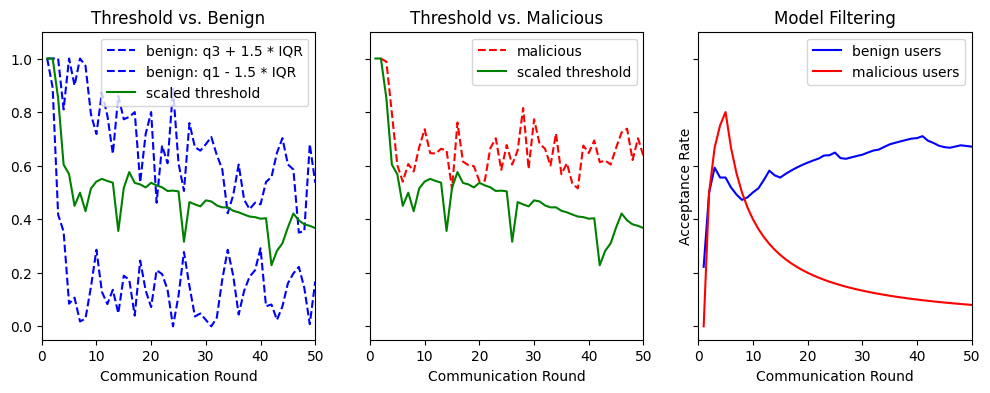 Threshold vs. Benign
benign: q3 + 1.5 * IQR
benign: q1 - 1.5 * IQR
scaled threshold
1.0
0.8
0.6
0.4
0.2
0.0
0 10 20 30 40 50
Communication Round
Threshold vs. Malicious
malicious
scaled threshold
0 10 20 30 40 50
Communication Round
Model Filtering
benign users
malicious users
Acceptance Rate
0 10 20 30 40 50
Communication Round